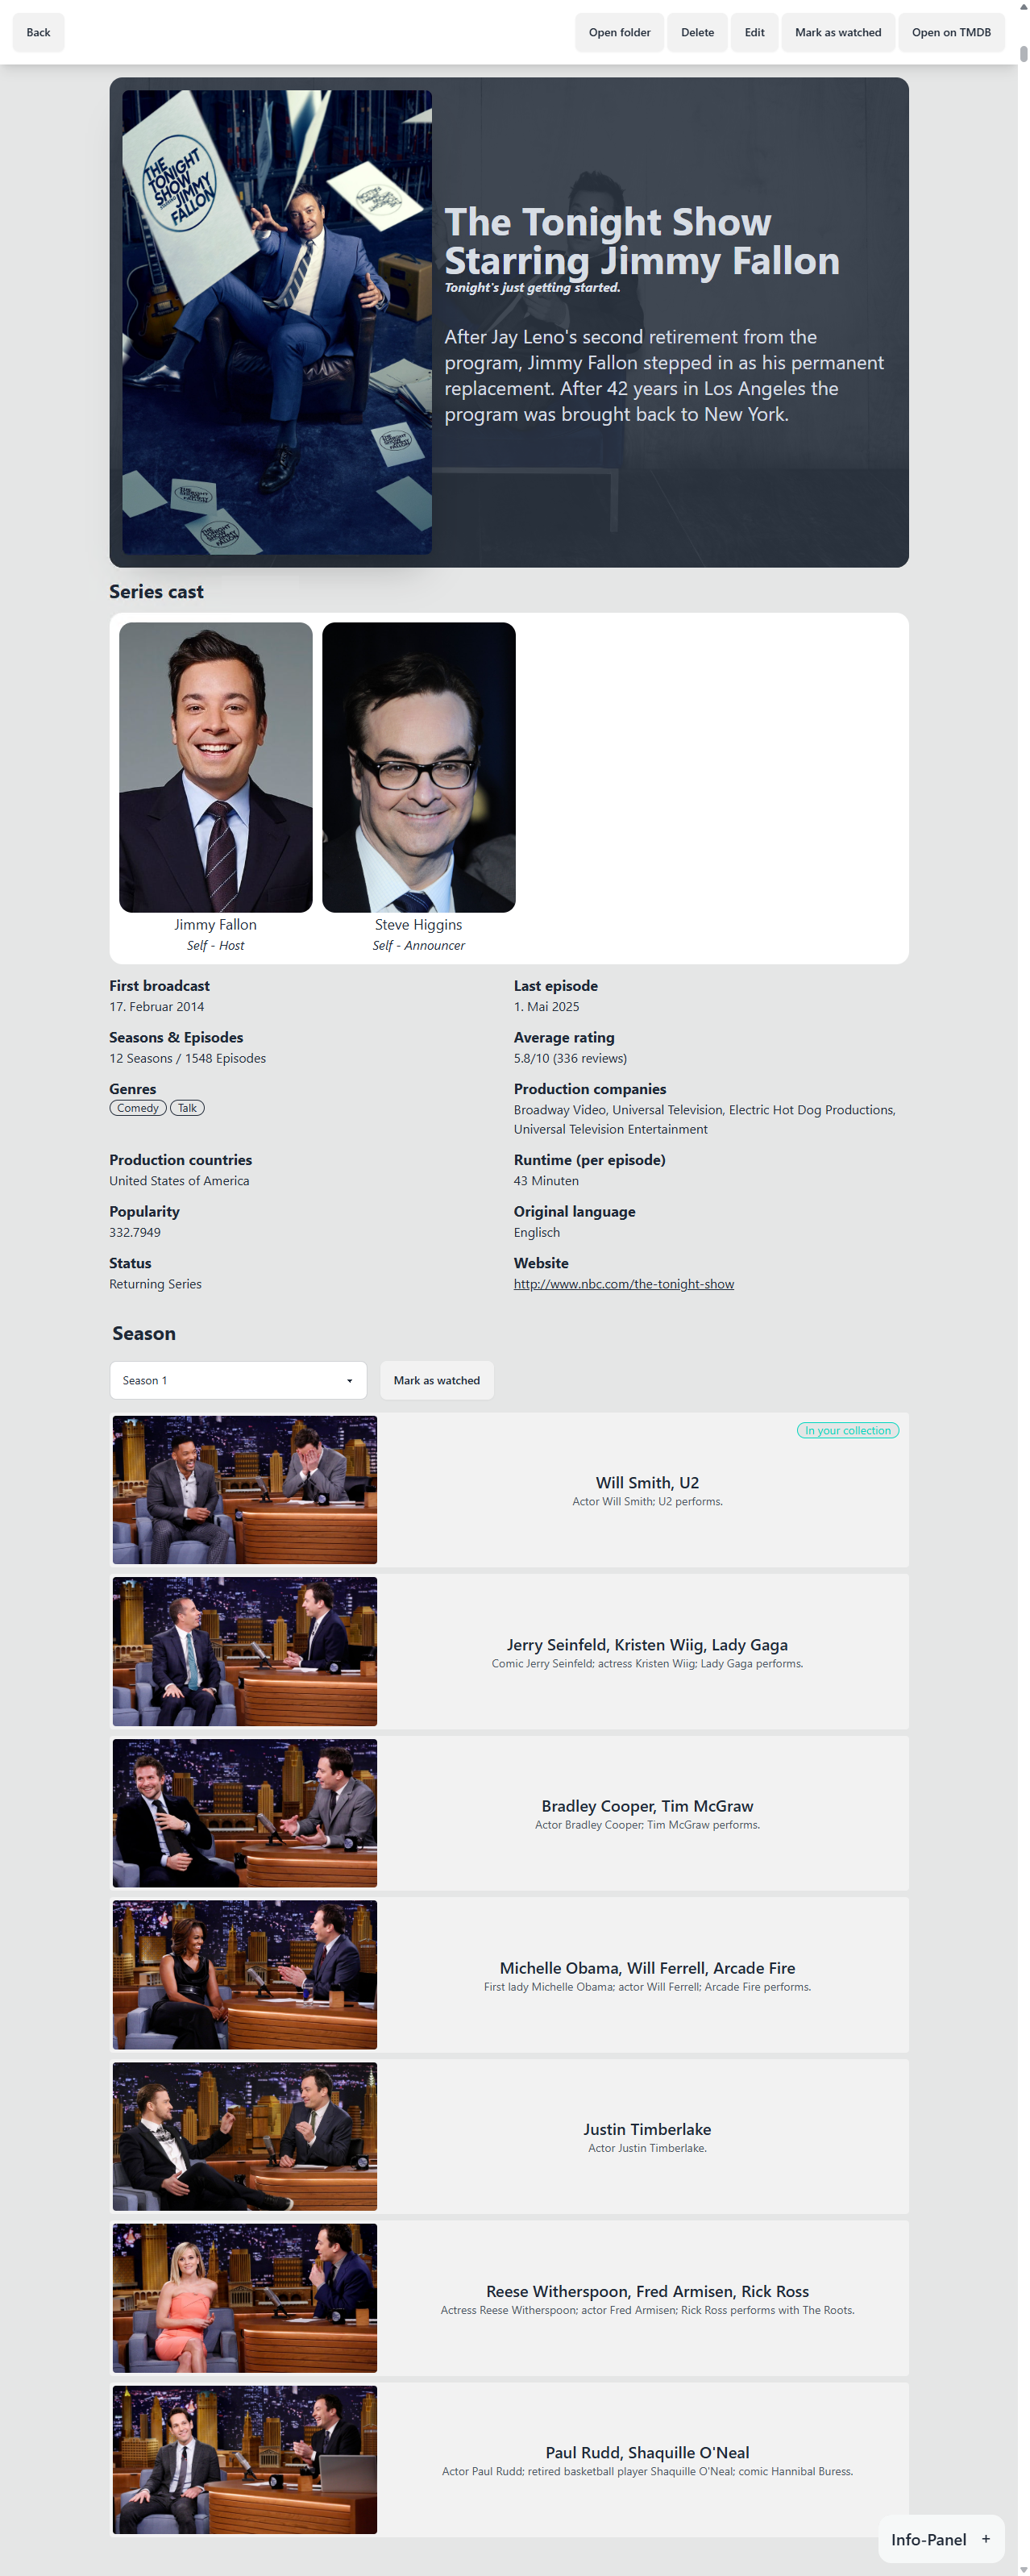 Back
Open folder
Delete
Edit
Mark as watched
Open on TMDB
THE
TONIGHT
SHOW
STARRING
JIMMY
FALLON
The Tonight Show
Starring Jimmy Fallon
Tonight's just getting started.
After Jay Leno's second retirement from the
program, Jimmy Fallon stepped in as his permanent
replacement. After 42 years in Los Angeles the
program was brought back to New York.
Series cast
Jimmy Fallon
Self - Host
Steve Higgins
Self - Announcer
First broadcast
17. Februar 2014
Last episode
1. Mai 2025
Seasons & Episodes
12 Seasons / 1548 Episodes
Average rating
5.8/10 (336 reviews)
Genres
Comedy
Talk
Production companies
Broadway Video, Universal Television, Electric Hot Dog Productions,
Universal Television Entertainment
Production countries
United States of America
Runtime (per episode)
43 Minuten
Popularity
332.7949
Original language
Englisch
Status
Returning Series
Website
http://www.nbc.com/the-tonight-show
Season
Season 1
Mark as watched
In your collection
Will Smith, U2
Actor Will Smith; U2 performs.
Jerry Seinfeld, Kristen Wiig, Lady Gaga
Comic Jerry Seinfeld; actress Kristen Wiig; Lady Gaga performs.
Bradley Cooper, Tim McGraw
Actor Bradley Cooper; Tim McGraw performs.
Michelle Obama, Will Ferrell, Arcade Fire
First lady Michelle Obama; actor Will Ferrell; Arcade Fire performs.
Justin Timberlake
Actor Justin Timberlake.
Reese Witherspoon, Fred Armisen, Rick Ross
Actress Reese Witherspoon; actor Fred Armisen; Rick Ross performs with The Roots.
Paul Rudd, Shaquille O'Neal
Actor Paul Rudd; retired basketball player Shaquille O'Neal; comic Hannibal Buress.
Info-Panel +